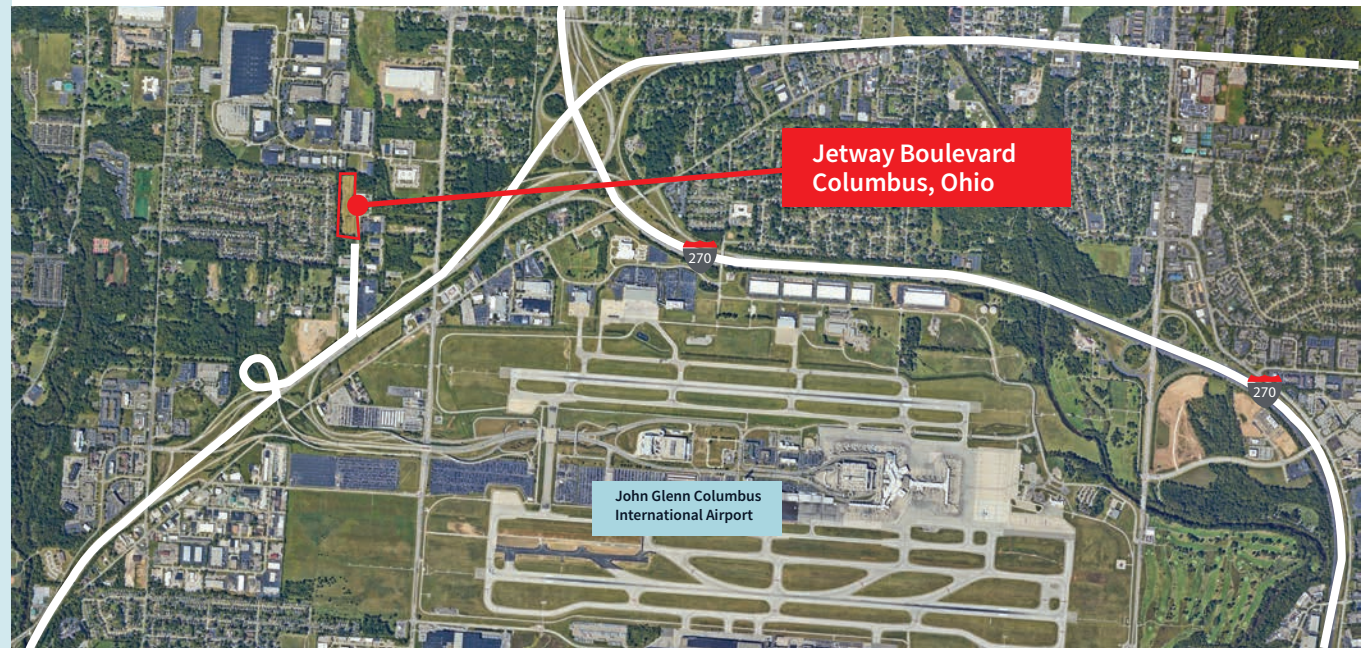 Jetway Boulevard
Columbus, Ohio
270
270
John Glenn Columbus
International Airport